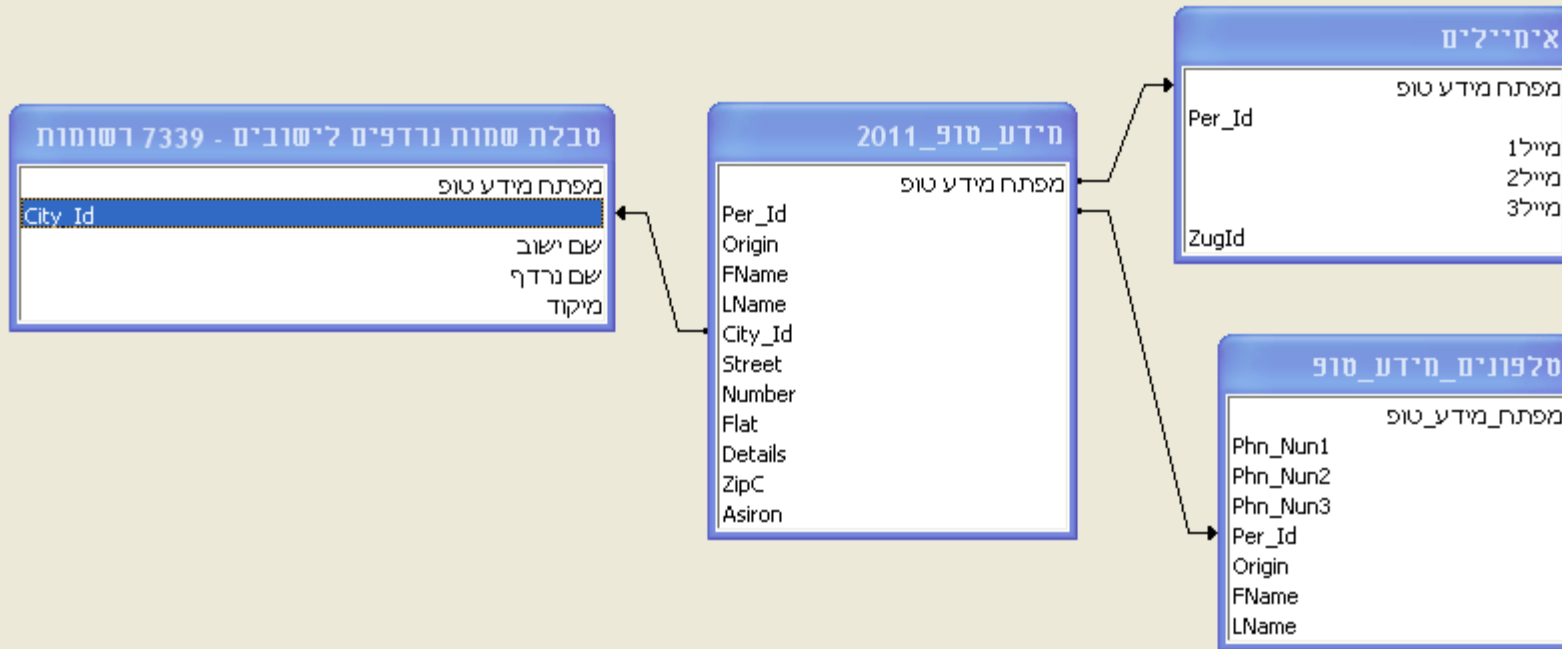 טבלת שמות נרדפים לישובים - 7339 רשומות
מפתח מידע טופ
City_Id
שם ישוב
שם נרדף
מיקוד
מידע_טופ_2011
מפתח מידע טופ
Per_Id
Origin
FName
LName
City_Id
Street
Number
Flat
Details
ZipC
Asiron
אימיילים
מפתח מידע טופ
Per_Id
מייל1
מייל2
מייל3
ZugId
טלפונים_מידע_טופ
מפתח_מידע_טופ
Phn_Nun1
Phn_Nun2
Phn_Nun3
Per_Id
Origin
FName
LName